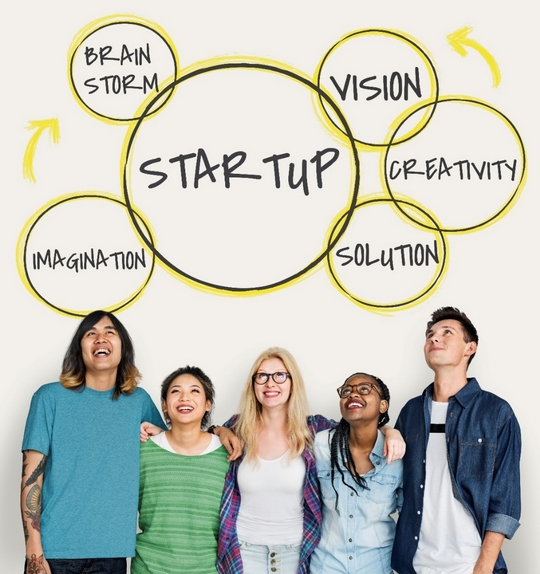 BRAIN
STORM
VISION
STARTUP
CREATIVITY
IMAGINATION
SOLUTION